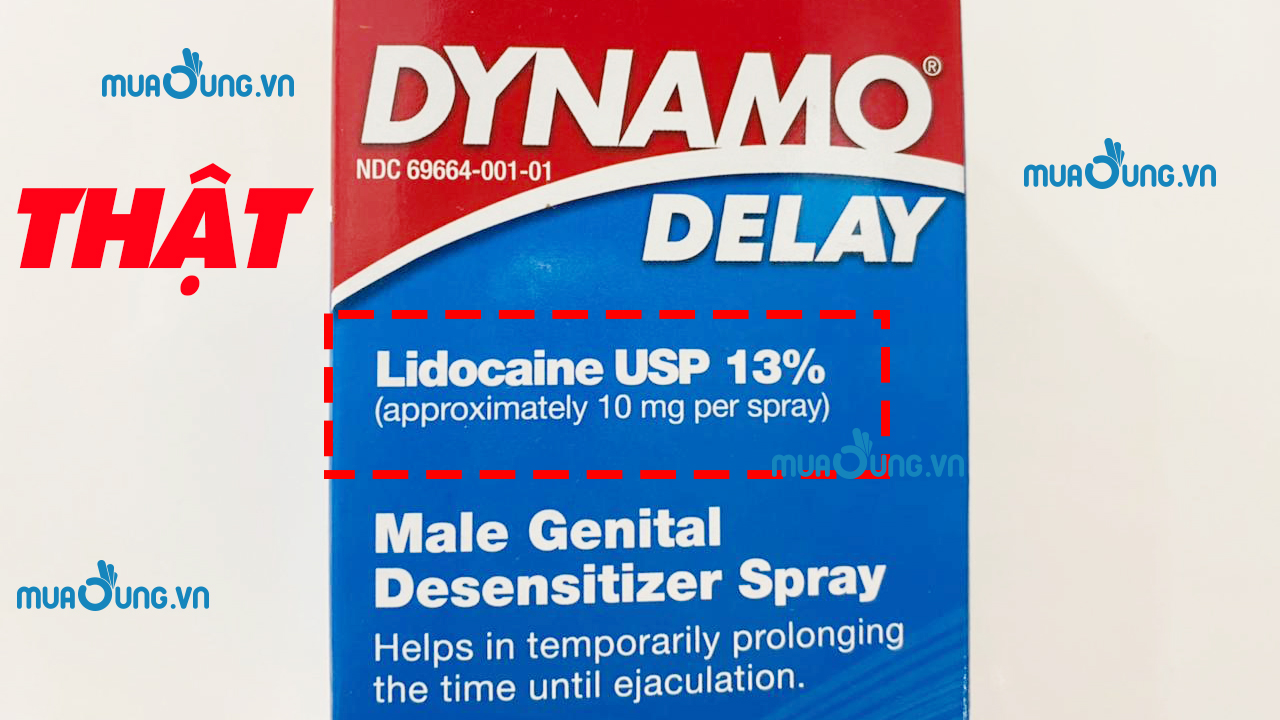 DYNAMO®
NDC 69664-001-01
DELAY
THẬT
Lidocaine USP 13%
(approximately 10 mg per spray)
Male Genital
Desensitizer Spray
Helps in temporarily prolonging
the time until ejaculation.
muaĐung.vn
muaĐung.vn
muaĐung.vn
muaĐung.vn